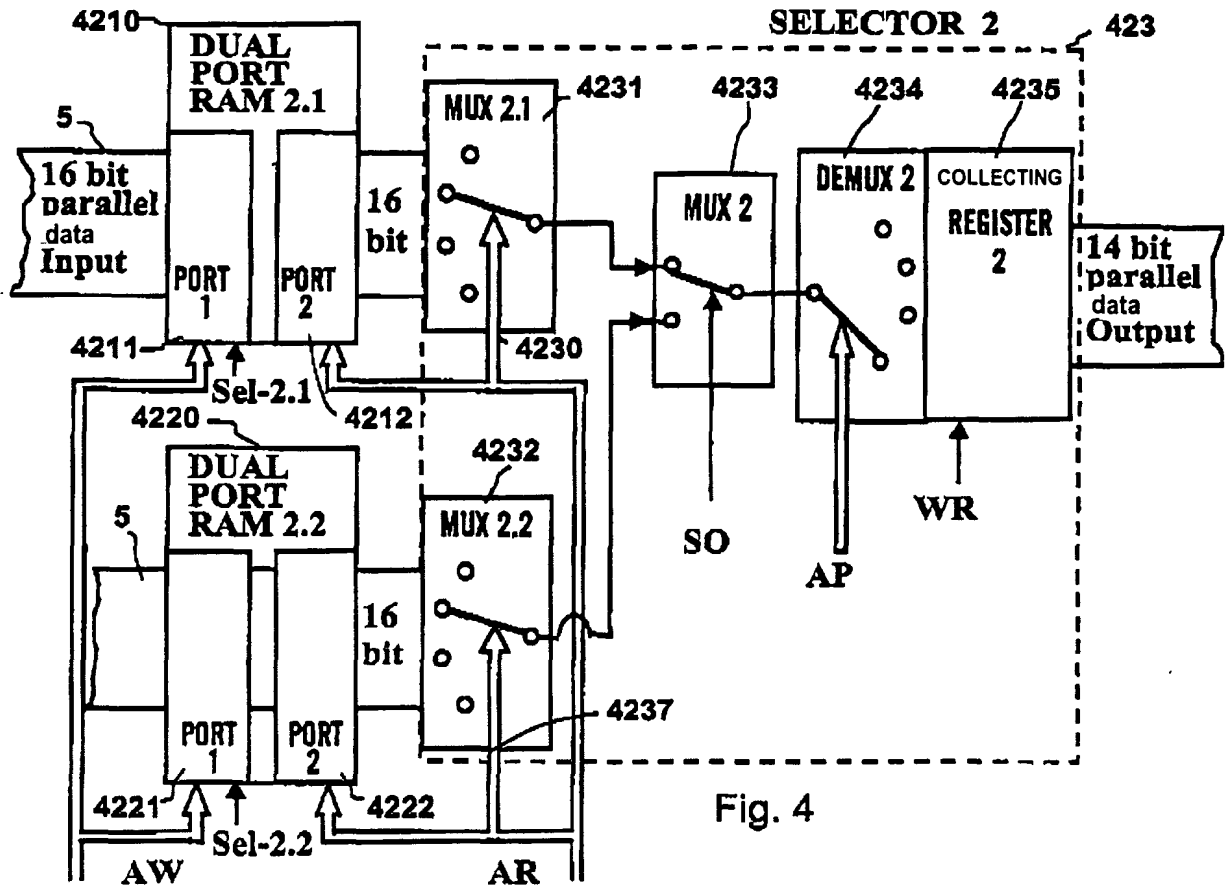 SELECTOR 2
4210
423
DUAL
PORT
RAM 2.1
MUX 2.1
4231
4233
4234
4235
5
16 bit
parallel
data
Input
PORT
1
PORT
2
16
bit
MUX 2
DEMUX 2
COLLECTING
REGISTER
2
14 bit
parallel
data
Output
4211
Sel-2.1
4212
4230
4220
DUAL
PORT
RAM 2.2
4232
MUX 2.2
5
SO
AP
WR
16
bit
PORT
1
PORT
2
4237
4221
Sel-2.2
4222
AW
AR
Fig. 4